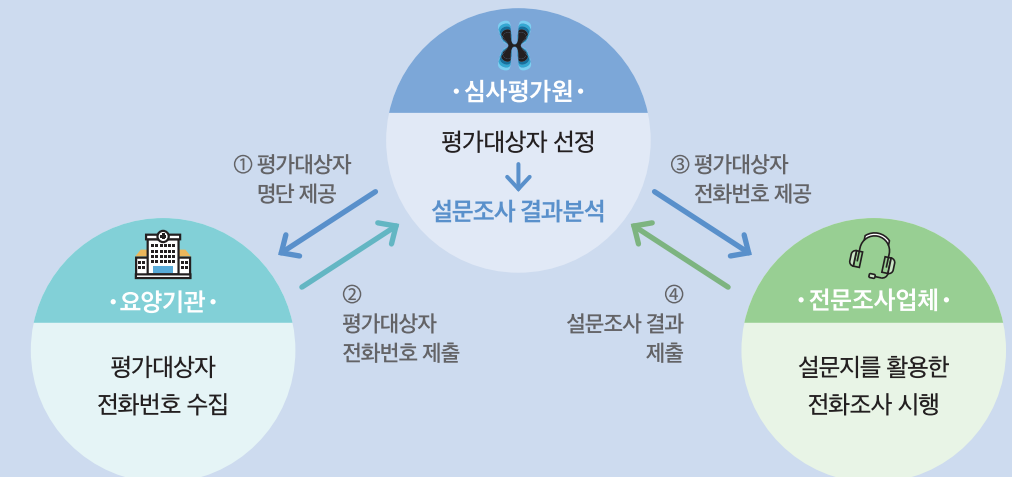 ·심사평가원·
평가대상자 선정
설문조사 결과분석
① 평가대상자
명단 제공
②
평가대상자
전화번호 제출
③ 평가대상자
전화번호 제공
④
설문조사 결과
제출
·요양기관·
평가대상자
전화번호 수집
·전문조사업체·
설문지를 활용한
전화조사 시행